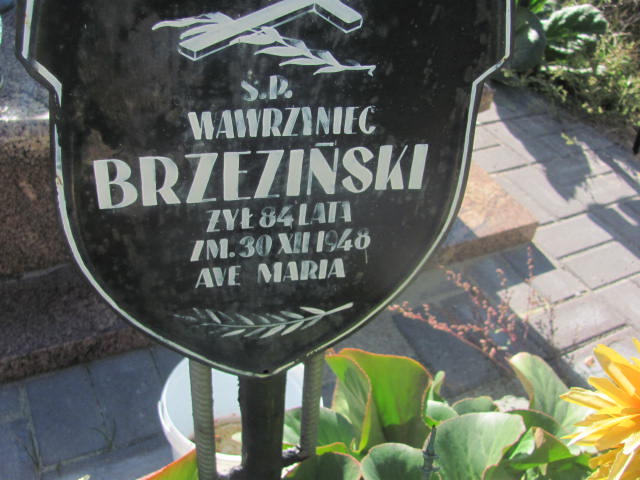 Ś.P.
WAWRZYNIEC
BRZEZIŃSKI
ŻYŁ 84 LATA
ZM. 30 XII 1948
AVE MARIA